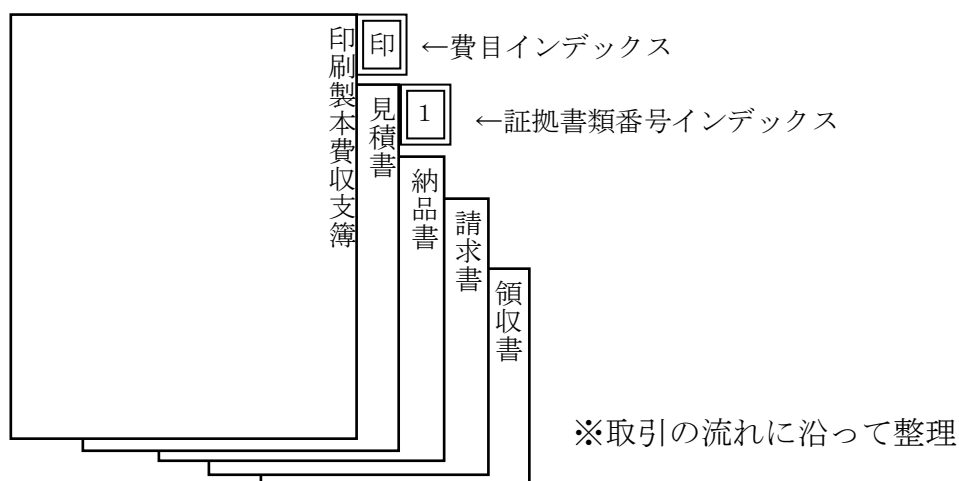 印刷製本費収支簿
印
←費目インデックス
見積書
1
←証拠書類番号インデックス
納品書
請求書
領収書
※取引の流れに沿って整理